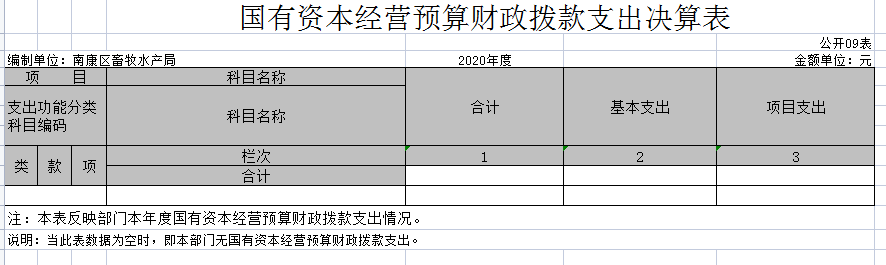 国有资本经营预算财政拨款支出决算表
公开09表
编制单位：南康区畜牧水产局 2020年度 金额单位：元
项 目 科目名称
支出功能分类科目编码 科目名称 合计 基本支出 项目支出
类 款 项 栏次 1 2 3
合计
注：本表反映部门本年度国有资本经营预算财政拨款支出情况。
说明：当此表数据为空时，即本部门无国有资本经营预算财政拨款支出。